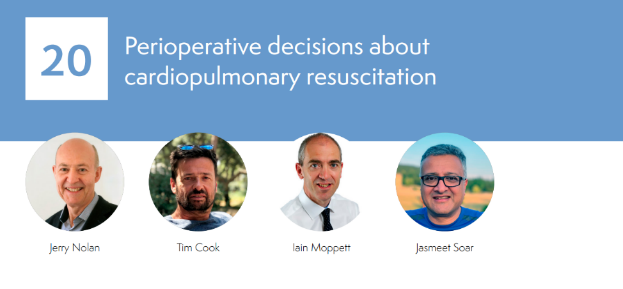 20
Perioperative decisions about
cardiopulmonary resuscitation
Jerry Nolan
Tim Cook
Iain Moppett
Jasmeet Soar